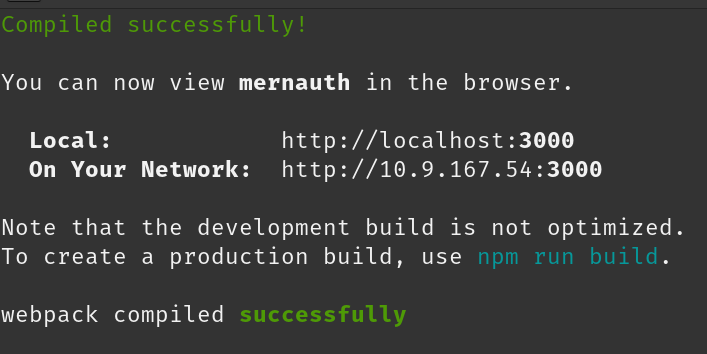 Compiled successfully!
You can now view mernauth in the browser.
Local: http://localhost:3000
On Your Network: http://10.9.167.54:3000
Note that the development build is not optimized.
To create a production build, use npm run build.
webpack compiled successfully